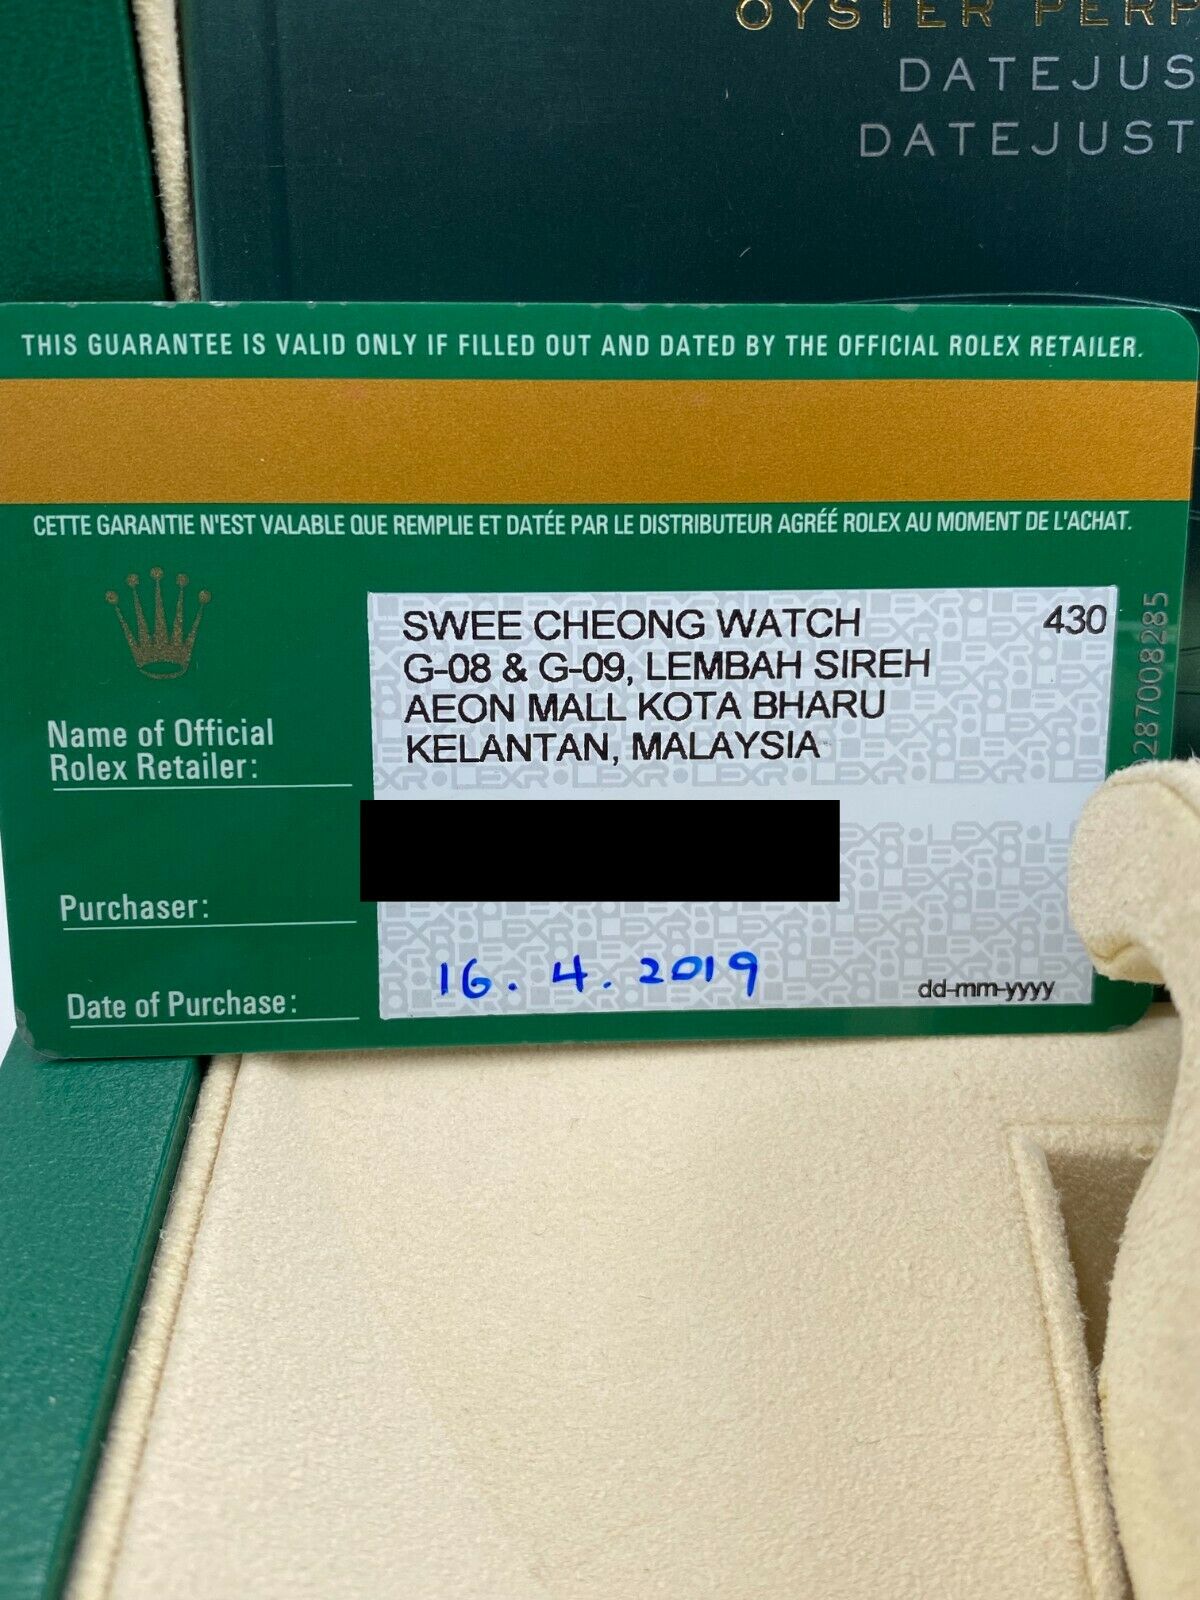 OYSTER PERP
DATEJUS
DATEJUST
THIS GUARANTEE IS VALID ONLY IF FILLED OUT AND DATED BY THE OFFICIAL ROLEX RETAILER.
CETTE GARANTIE N'EST VALABLE QUE REMPLIE ET DATÉE PAR LE DISTRIBUTEUR AGRÉÉ ROLEX AU MOMENT DE L'ACHAT.
Name of Official
Rolex Retailer:
SWEE CHEONG WATCH 430
G-08 & G-09, LEMBAH SIREH
AEON MALL KOTA BHARU
KELANTAN, MALAYSIA
Purchaser:
Date of Purchase:
16. 4. 2019
dd-mm-yyyy
287008285